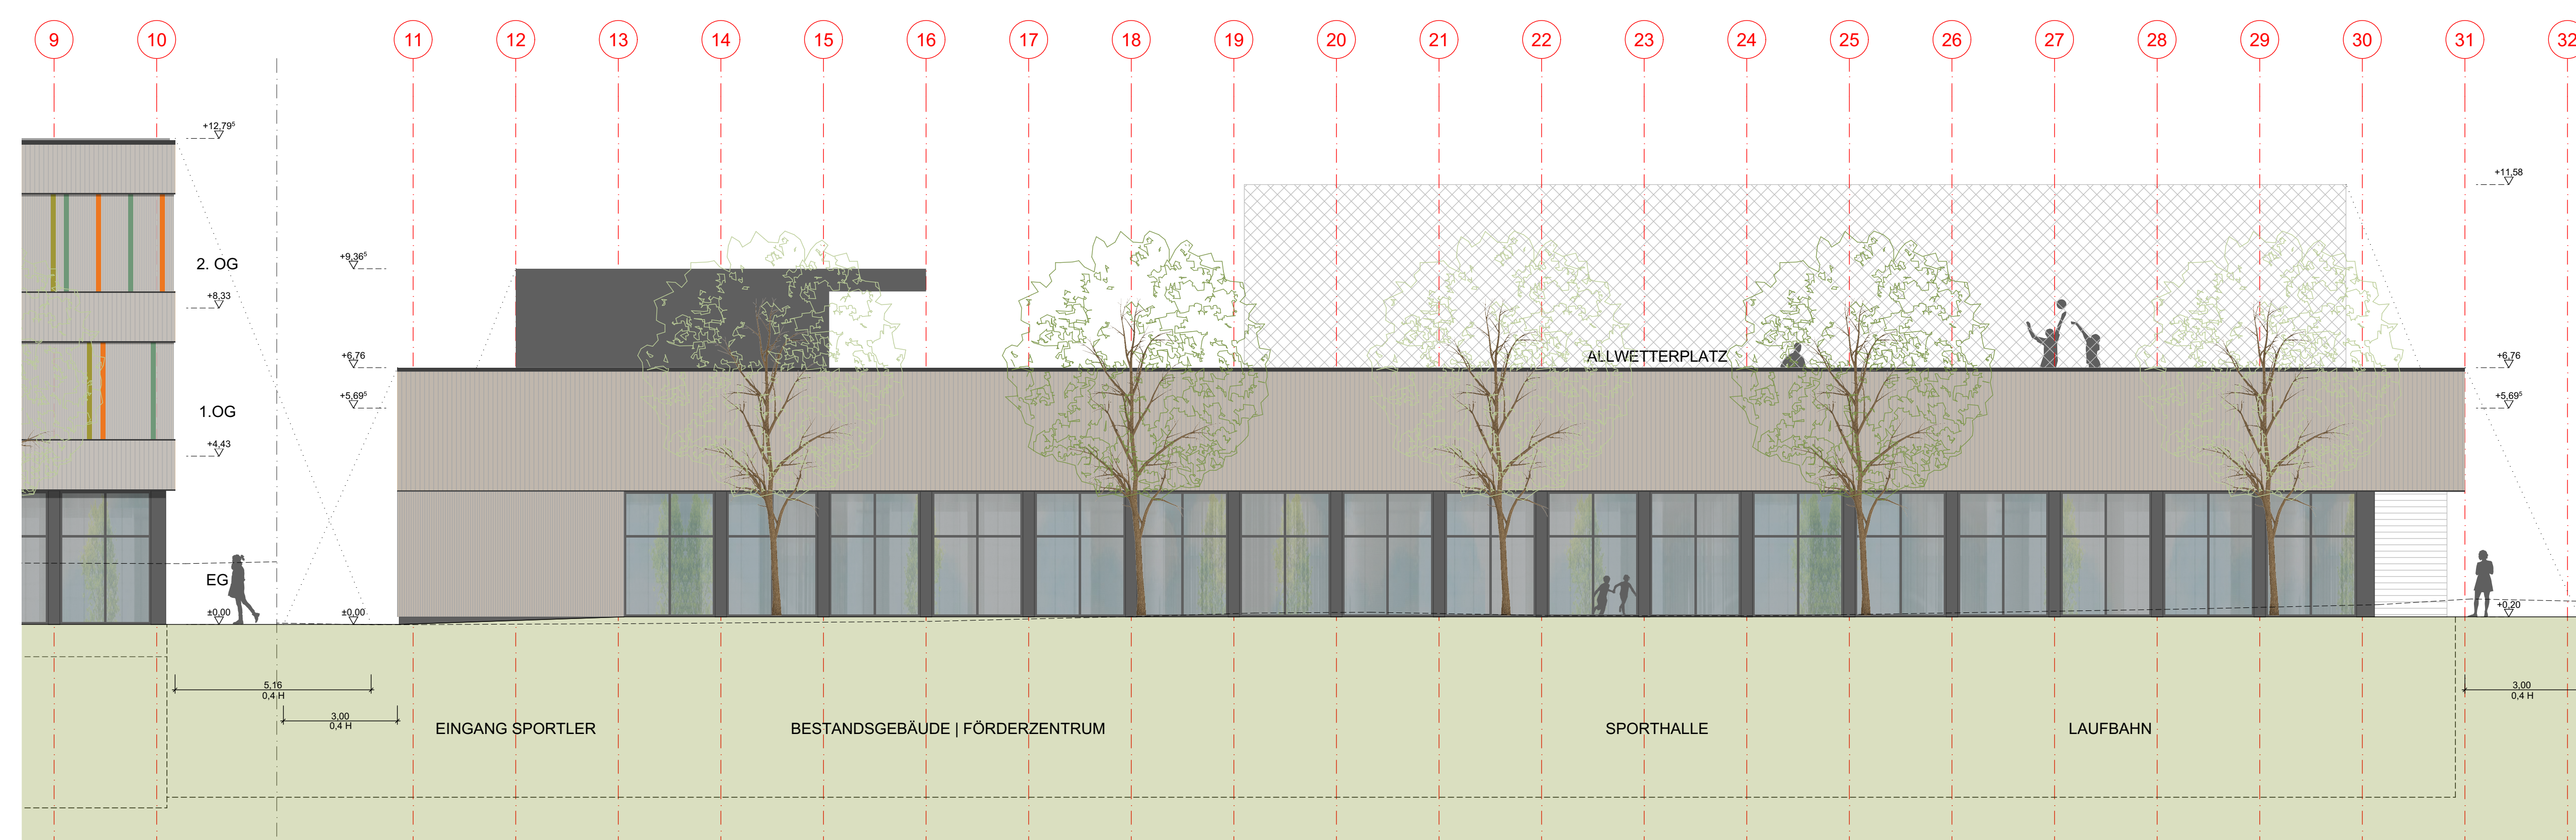 9 10 11 12 13 14 15 16 17 18 19 20 21 22 23 24 25 26 27 28 29 30 31 32
+12,79⁵
+11,58
2. OG
+9,36⁵
+8,33
+6,76
ALLWETTERPLATZ
+6,76
+5,69⁵
+5,69⁵
1.OG
+4,43
EG
±0,00
±0,00
+0,20
5,16
0,4 H
3,00
0,4 H
3,00
0,4 H
EINGANG SPORTLER
BESTANDSGEBÄUDE | FÖRDERZENTRUM
SPORTHALLE
LAUFBAHN